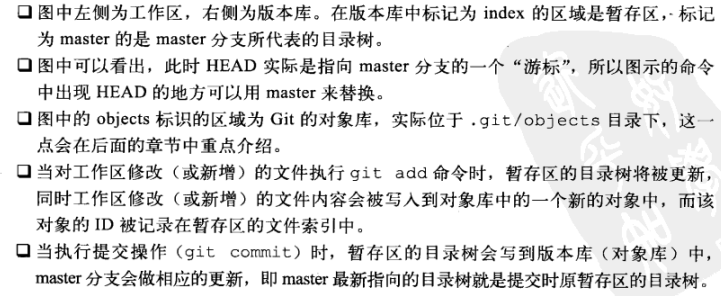 ❑ 图中左侧为工作区，右侧为版本库。在版本库中标记为 index 的区域是暂存区，标记
为 master 的是 master 分支所代表的目录树。
❑ 图中可以看出，此时 HEAD 实际是指向 master 分支的一个“游标”，所以图示的命令
中出现 HEAD 的地方可以用 master 来替换。
❑ 图中的 objects 标识的区域为 Git 的对象库，实际位于 .git/objects 目录下，这一
点会在后面的章节中重点介绍。
❑ 当对工作区修改（或新增）的文件执行 git add 命令时，暂存区的目录树将被更新，
同时工作区修改（或新增）的文件内容会被写入到对象库中的一个新的对象中，而该
对象的 ID 被记录在暂存区的文件索引中。
❑ 当执行提交操作（git commit）时，暂存区的目录树会写到版本库（对象库）中，
master 分支会做相应的更新，即 master 最新指向的目录树就是提交时原暂存区的目录树。